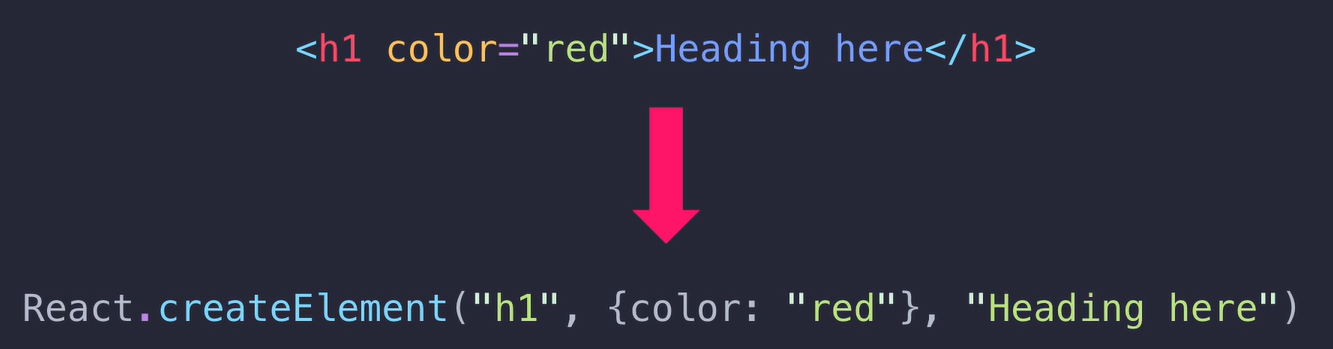 <h1 color="red">Heading here</h1>
React.createElement("h1", {color: "red"}, "Heading here")